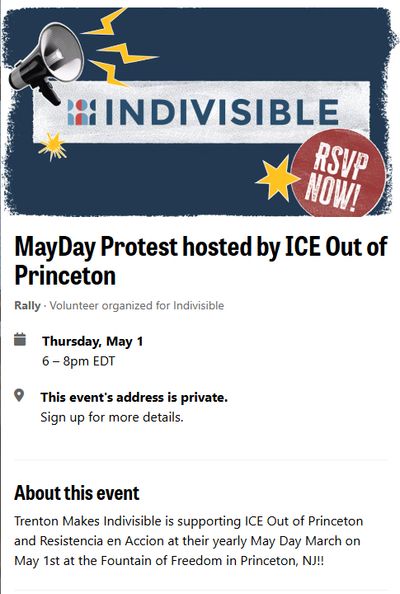 INDIVISIBLE
RSVP
NOW!
MayDay Protest hosted by ICE Out of
Princeton
Rally · Volunteer organized for Indivisible
Thursday, May 1
6 – 8pm EDT
This event's address is private.
Sign up for more details.
About this event
Trenton Makes Indivisible is supporting ICE Out of Princeton
and Resistencia en Accion at their yearly May Day March on
May 1st at the Fountain of Freedom in Princeton, NJ!!